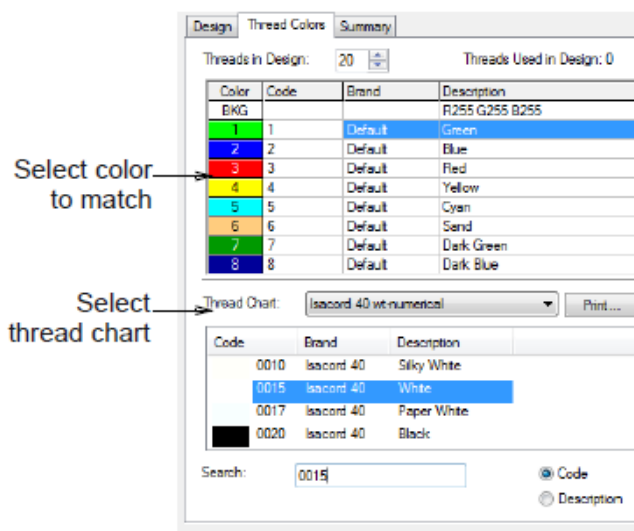 Design Thread Colors Summary
Threads in Design: 20 Threads Used in Design: 0
Color Code Brand Description
BKG R255 G255 B255
1 1 Default Green
2 2 Default Blue
Select color
to match
3 3 Default Red
4 4 Default Yellow
5 5 Default Cyan
6 6 Default Sand
7 7 Default Dark Green
8 8 Default Dark Blue
Select
thread chart
Thread Chart: Isacord 40 wt-numerical Print...
Code Brand Description
0010 Isacord 40 Silky White
0015 Isacord 40 White
0017 Isacord 40 Paper White
0020 Isacord 40 Black
Search: 0015 Code
Description